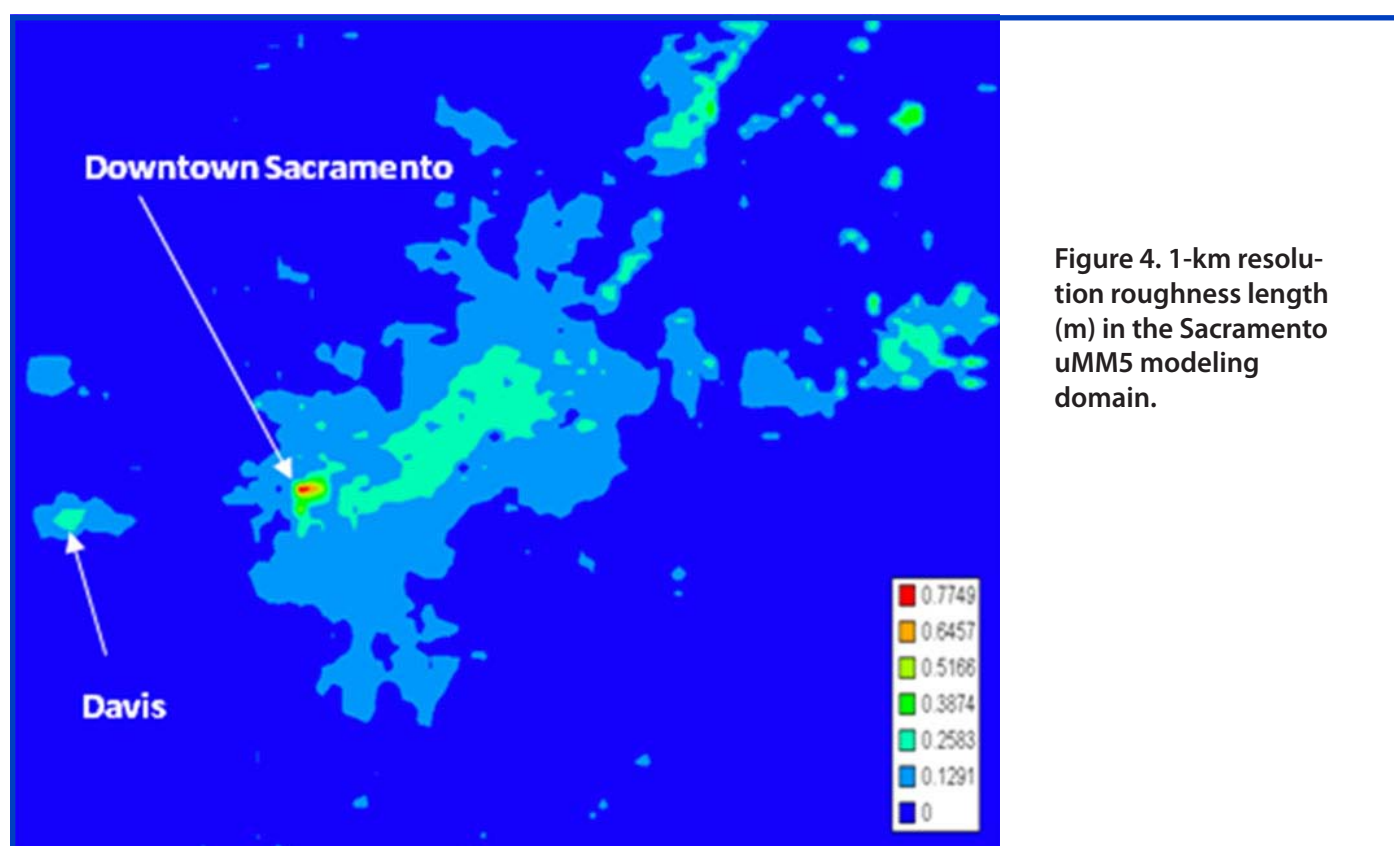 Downtown Sacramento
Davis
0.7749
0.6457
0.5166
0.3874
0.2583
0.1291
0
Figure 4. 1-km resolu-
tion roughness length
(m) in the Sacramento
uMM5 modeling
domain.